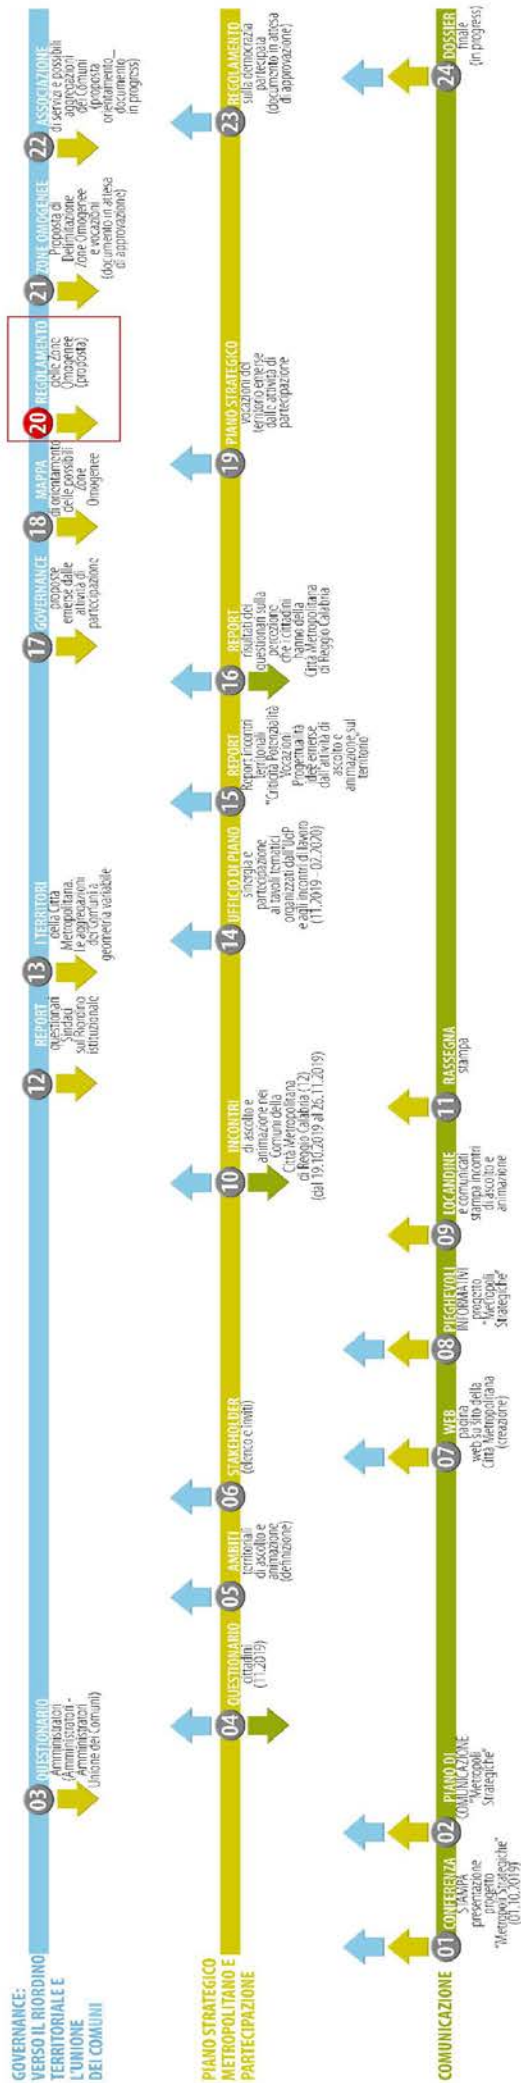 GOVERNANCE:
VERSO IL RIORDINO
TERRITORIALE E
L'UNIONE
DEI COMUNI
03 QUESTIONARIO
Amministratori
(Amministratori -
Amministratori
Unione dei Comuni)
12 REPORT
questionari
Sindaci
sul Riordino
istituzionale
13 I TERRITORI
della Città
Metropolitana.
Le aggregazioni
dei Comuni a
geometria variabile
17 GOVERNANCE
proposte
emerse dalle
attività di
partecipazione
18 MAPPA
di orientamento
delle possibili
Zone
Omogenee
20 REGOLAMENTO
delle Zone
Omogenee
(proposta)
21 ZONE OMOGENEE
Proposta di
Delimitazione
Zone Omogenee
e vocazioni
(documento in attesa
di approvazione)
22 ASSOCIAZIONE
di servizi e possibili
aggregazioni
dei Comuni
(proposta
orientamento_
documento
in progress)
PIANO STRATEGICO
METROPOLITANO E
PARTECIPAZIONE
04 QUESTIONARIO
cittadini
(11.2019)
05 AMBITI
territoriali
di ascolto e
animazione
(definizione)
06 STAKEHOLDER
(elenco e inviti)
10 INCONTRI
di ascolto e
animazione nei
Comuni della
Città Metropolitana
di Reggio Calabria (12)
(dal 19.10.2019 al 26.11.2019)
14 UFFICIO DI PIANO
sinergia e
partecipazione
ai tavoli tematici
organizzati dall'UdP
e agli incontri di lavoro
(11.2019 - 02.2020)
15 REPORT
Report incontri
territoriali
"Criticità Potenzialità
Vocazioni
Progettualità
idee emerse
dall'attività di
ascolto e
animazione sul
territorio
16 REPORT
risultati dei
questionari sulla
percezione
che i cittadini
hanno della
Città Metropolitana
di Reggio Calabria
19 PIANO STRATEGICO
vocazioni del
territorio emerse
dalle attività di
partecipazione
23 REGOLAMENTO
sulla democrazia
partecipata
(documento in attesa
di approvazione)
COMUNICAZIONE
01 CONFERENZA
STAMPA
presentazione
progetto
"Metropoli Strategiche"
(01.10.2019)
02 PIANO DI
COMUNICAZIONE
"Metropoli
Strategiche"
07 WEB
pagina
web su sito della
Città Metropolitana
(creazione)
08 PIEGHEVOLI
INFORMATIVI
progetto
"Metropoli
Strategiche"
09 LOCANDINE
e comunicati
stampa incontri
di ascolto e
animazione
11 RASSEGNA
stampa
24 DOSSIER
finale
(in progress)